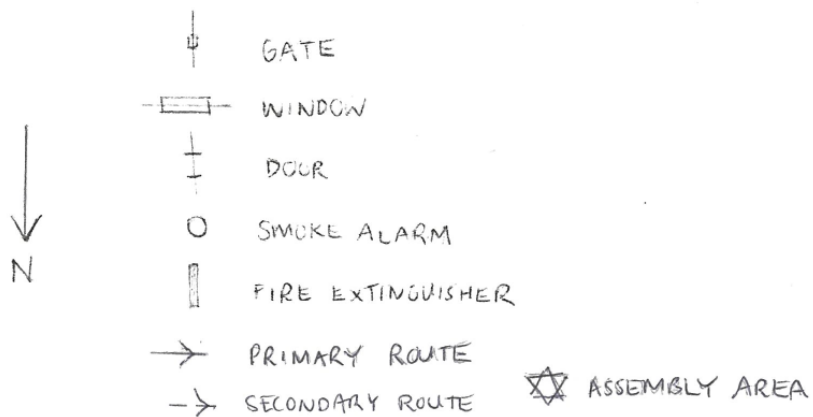 GATE
WINDOW
DOOR
SMOKE ALARM
N
FIRE EXTINGUISHER
PRIMARY ROUTE
SECONDARY ROUTE
ASSEMBLY AREA